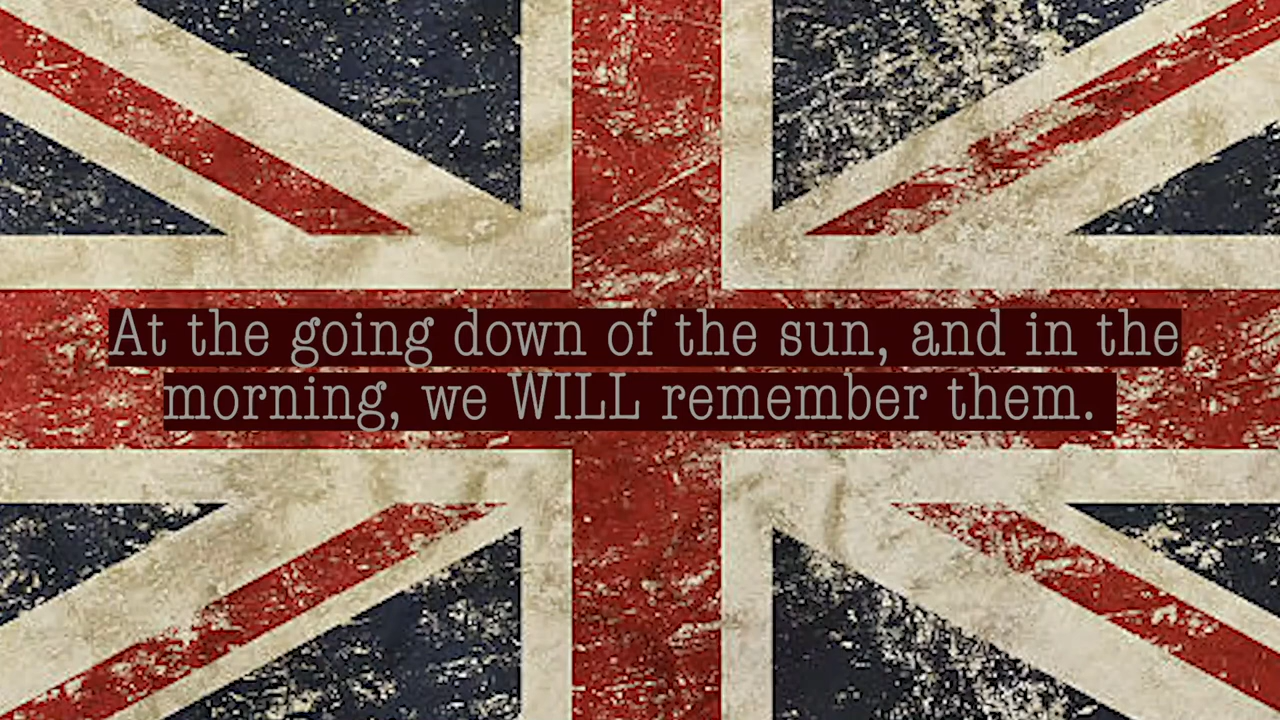 At the going down of the sun, and in the
morning, we WILL remember them.